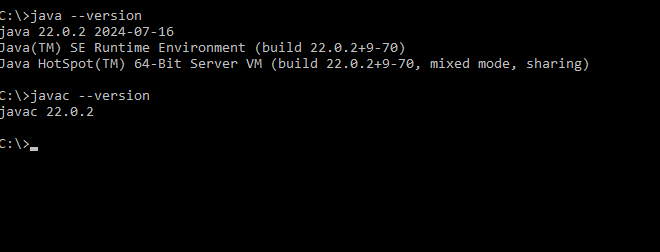 C:\>java --version
java 22.0.2 2024-07-16
Java(TM) SE Runtime Environment (build 22.0.2+9-70)
Java HotSpot(TM) 64-Bit Server VM (build 22.0.2+9-70, mixed mode, sharing)
C:\>javac --version
javac 22.0.2
C:\>